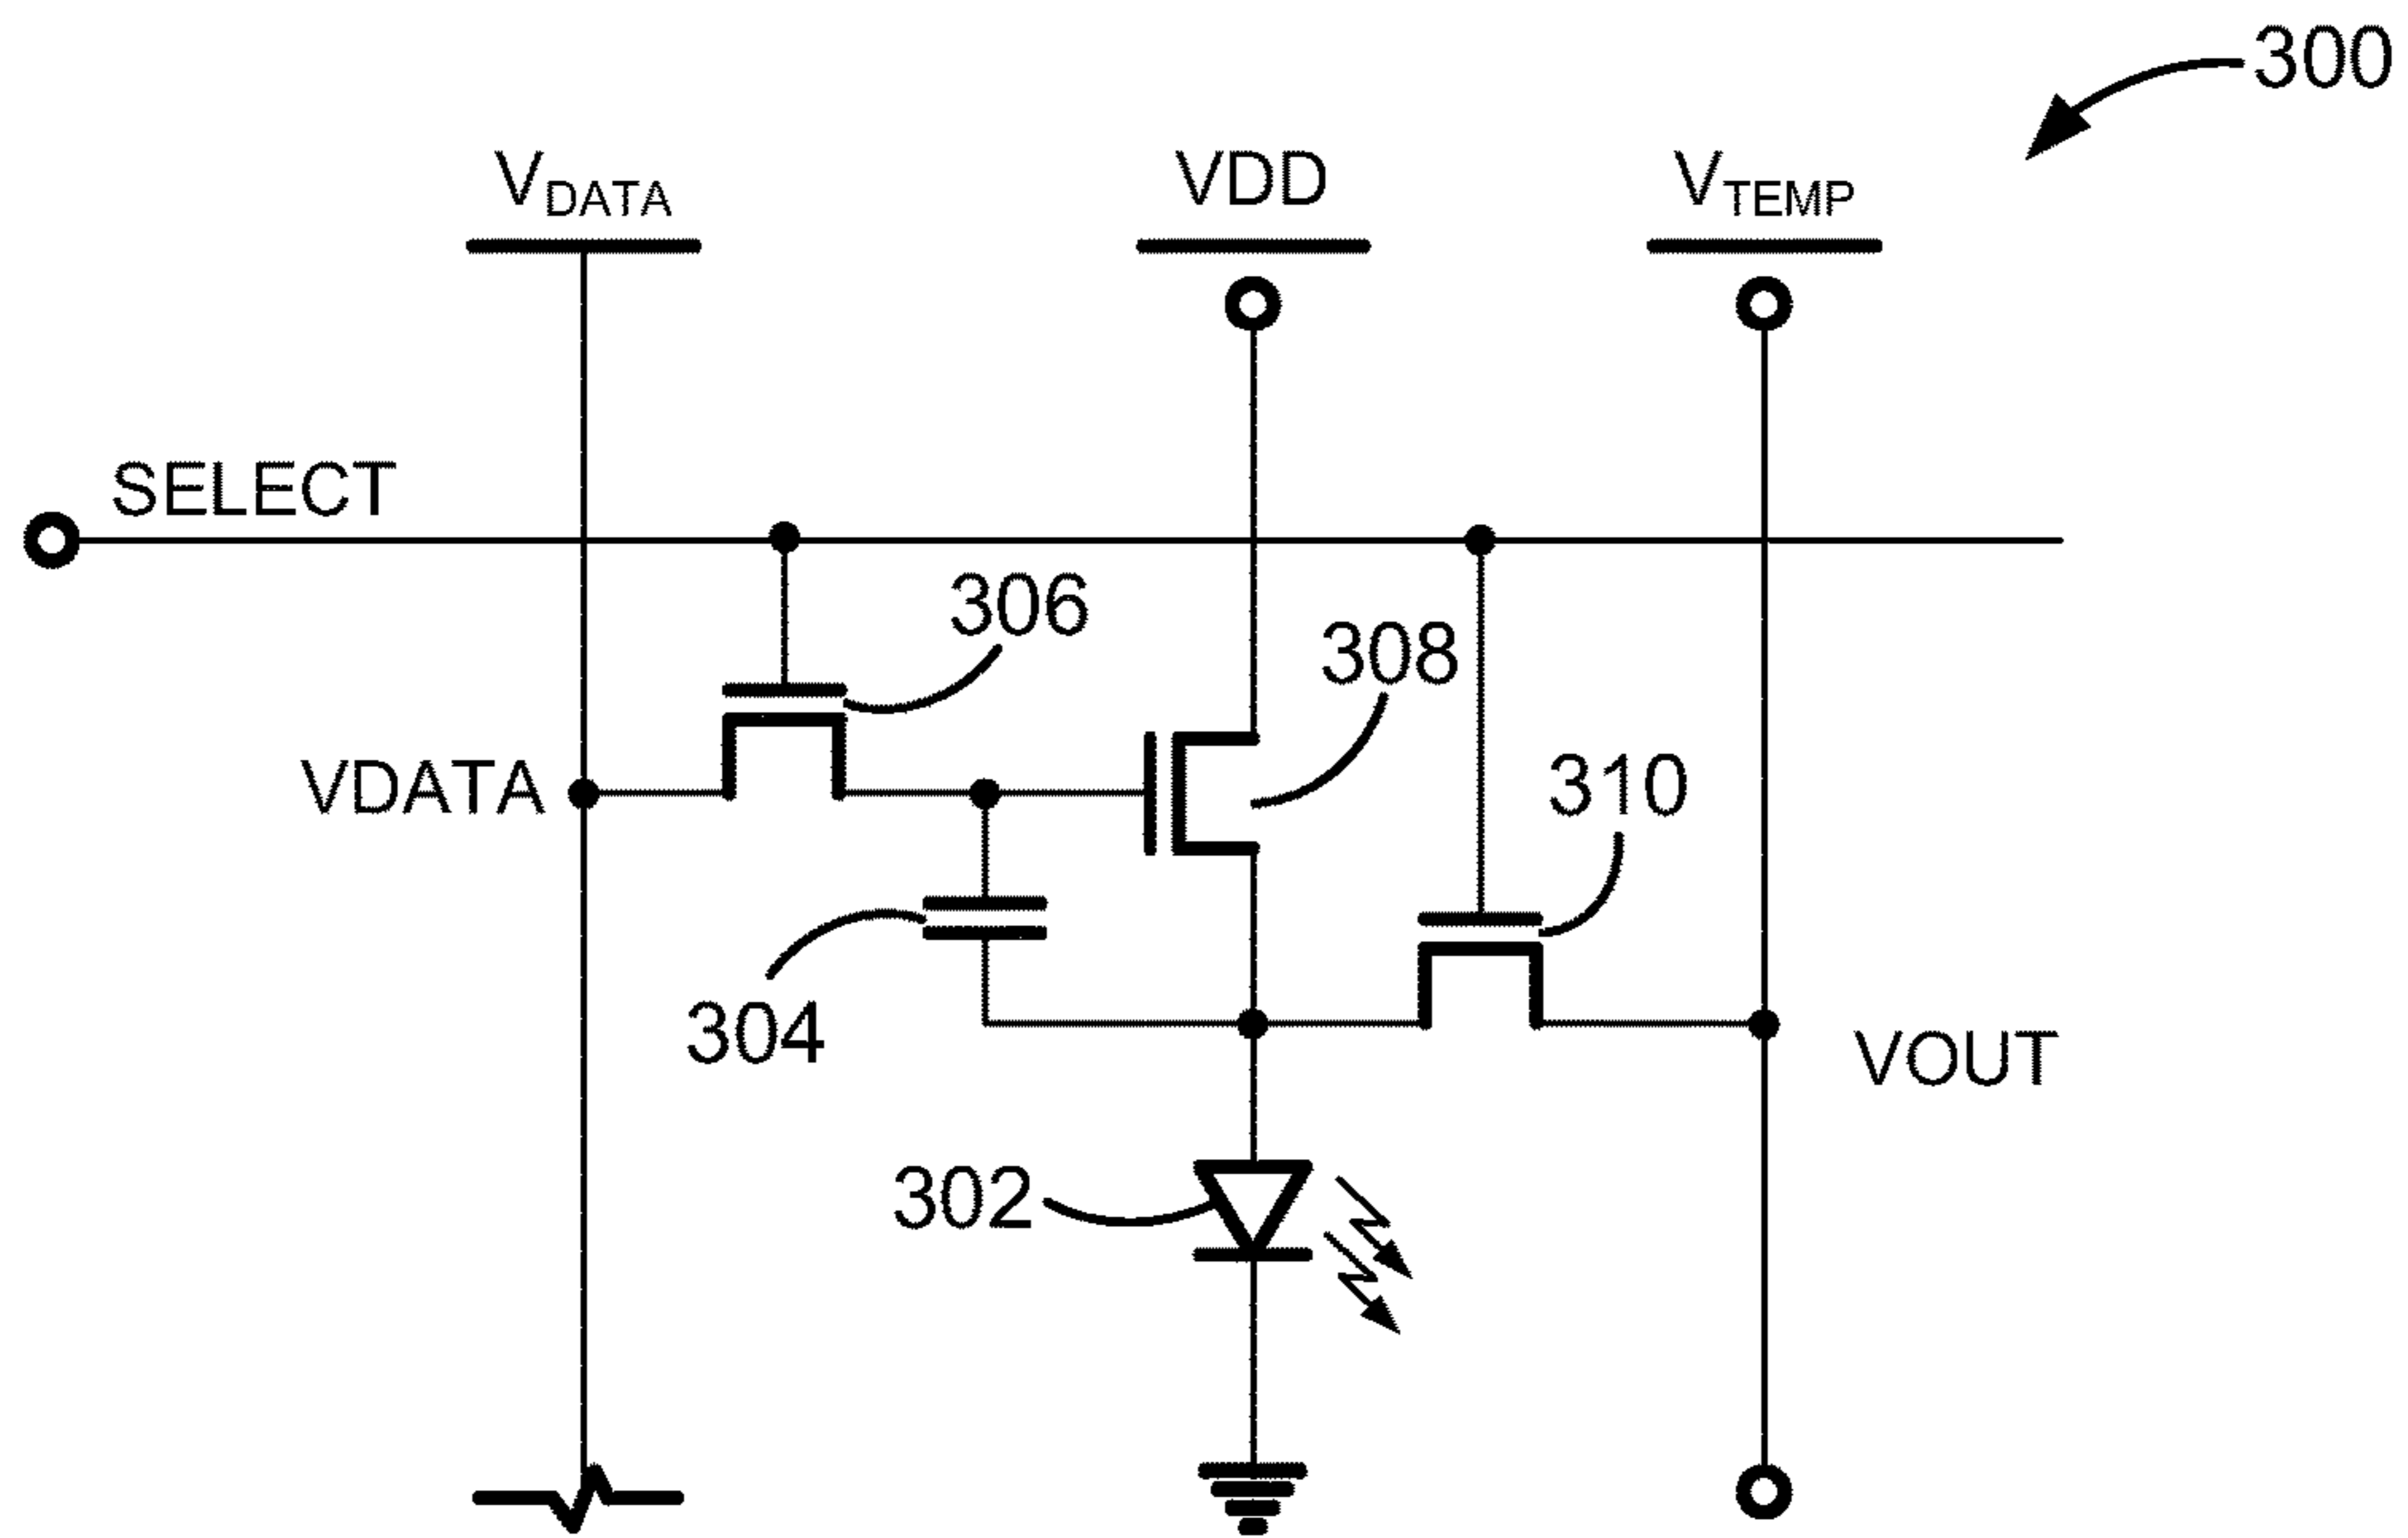 300
VDATA
VDD
VTEMP
SELECT
306
308
VDATA
310
304
VOUT
302